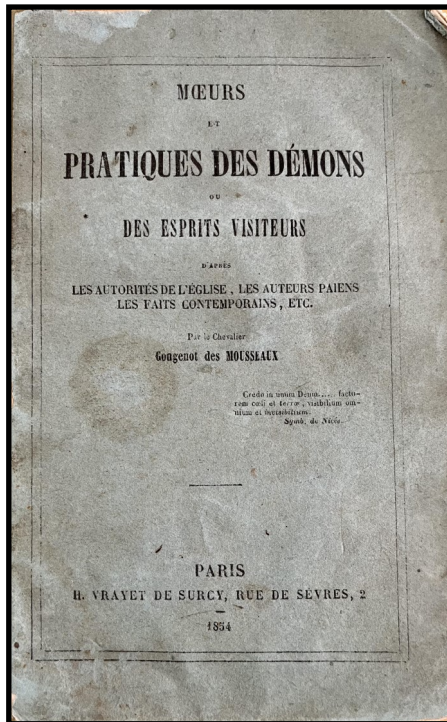 MŒURS
ET
PRATIQUES DES DÉMONS
OU
DES ESPRITS VISITEURS
D'APRÈS
LES AUTORITÉS DE L'ÉGLISE, LES AUTEURS PAIENS
LES FAITS CONTEMPORAINS, ETC.
Par le Chevalier
Gougenot des MOUSSEAUX
Credo in unum Deum..... facto-
rem cœli et terræ, visibilium om-
nium et invisibilium.
Symb. de Nicée.
PARIS
H. VRAYET DE SURCY, RUE DE SÈVRES, 2
1854